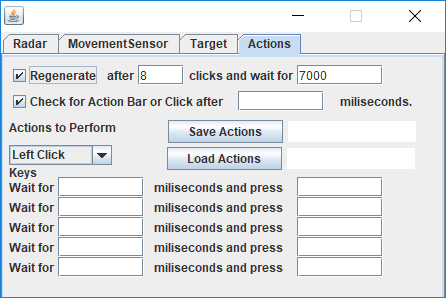 Radar MovementSensor Target Actions
Regenerate after 8 clicks and wait for 7000
Check for Action Bar or Click after miliseconds.
Actions to Perform Save Actions
Left Click Load Actions
Keys
Wait for miliseconds and press
Wait for miliseconds and press
Wait for miliseconds and press
Wait for miliseconds and press
Wait for miliseconds and press